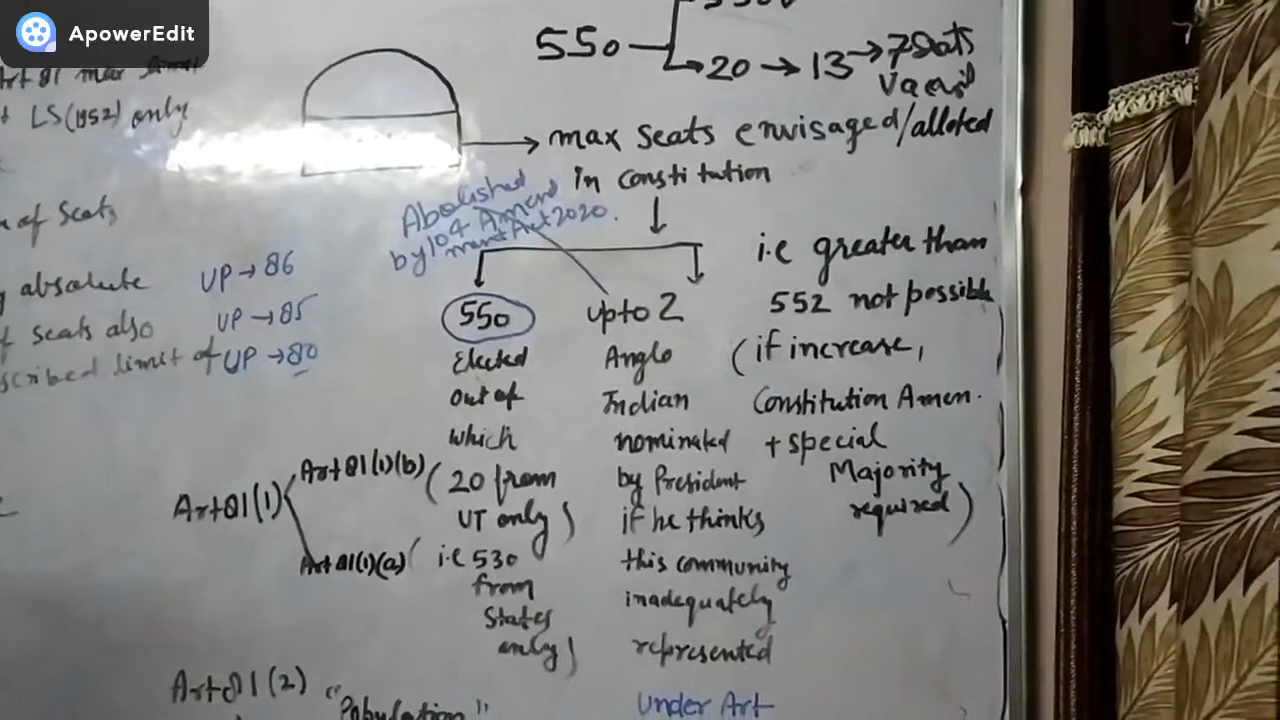 ApowerEdit
550
20 → 13 → 7 Seats
Vacant
Art 81 max limit
LS(1952) only
max seats envisaged/alloted
in constitution
of Seats
Abolished
by 104 Amend
ment Act 2020.
absolute
seats also
scribed limit of
UP → 86
UP → 85
UP → 80
550
Elected
out of
which
(20 from
UT only)
(i.e 530
from
States
only)
upto 2
Anglo
Indian
nominated
by President
if he thinks
this community
inadequately
represented
Under Art
i.e greater than
552 not possible
(if increase,
Constitution Amen.
+ special
Majority
required)
Art 81(1)
Art 81(1)(b)
Art 81(1)(a)
Art 81(2) "Population"